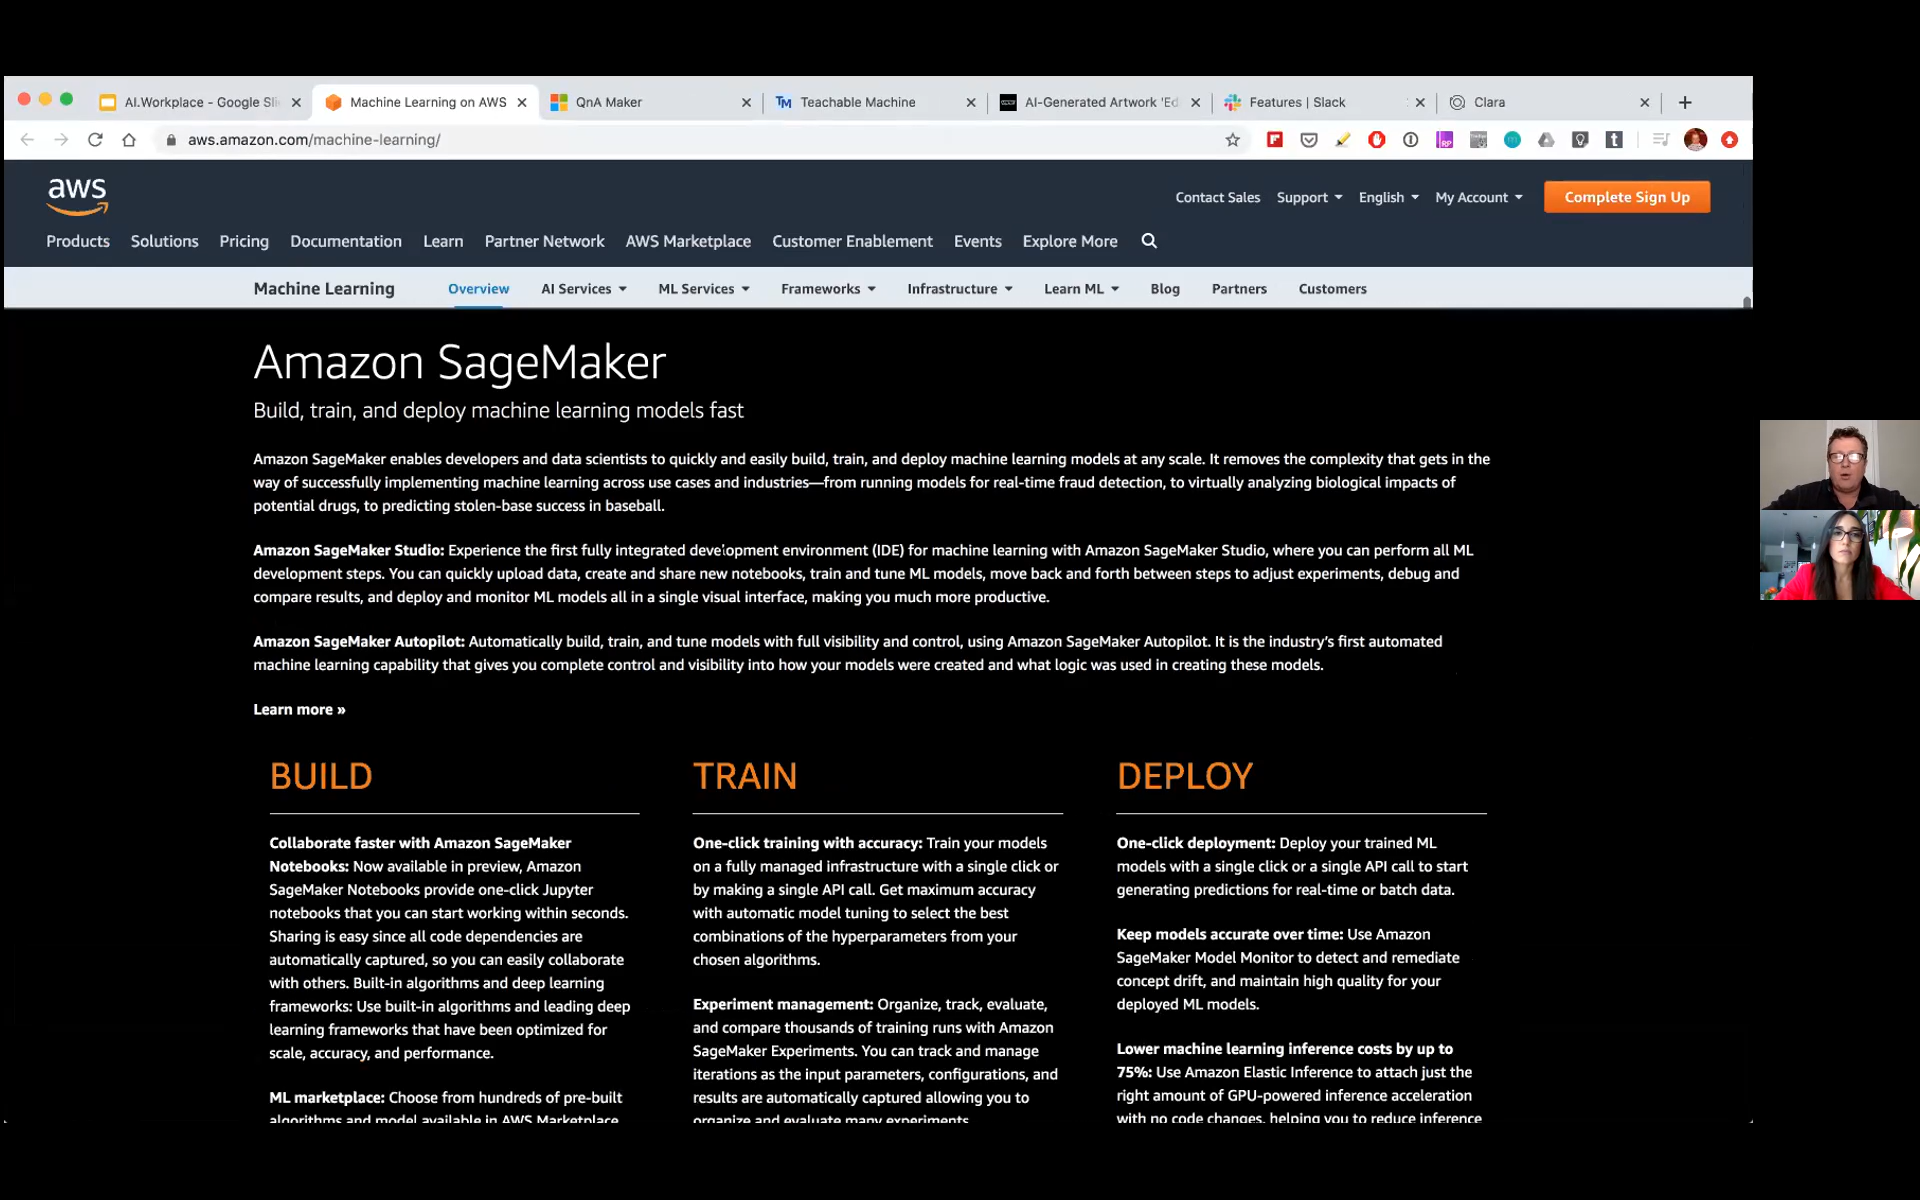 AI.Workplace - Google Sli
Machine Learning on AWS
QnA Maker
TM Teachable Machine
AI-Generated Artwork 'Ed
Features | Slack
Clara
aws.amazon.com/machine-learning/
aws
Contact Sales Support English My Account Complete Sign Up
Products Solutions Pricing Documentation Learn Partner Network AWS Marketplace Customer Enablement Events Explore More
Machine Learning Overview AI Services ML Services Frameworks Infrastructure Learn ML Blog Partners Customers
Amazon SageMaker
Build, train, and deploy machine learning models fast
Amazon SageMaker enables developers and data scientists to quickly and easily build, train, and deploy machine learning models at any scale. It removes the complexity that gets in the
way of successfully implementing machine learning across use cases and industries—from running models for real-time fraud detection, to virtually analyzing biological impacts of
potential drugs, to predicting stolen-base success in baseball.
Amazon SageMaker Studio: Experience the first fully integrated development environment (IDE) for machine learning with Amazon SageMaker Studio, where you can perform all ML
development steps. You can quickly upload data, create and share new notebooks, train and tune ML models, move back and forth between steps to adjust experiments, debug and
compare results, and deploy and monitor ML models all in a single visual interface, making you much more productive.
Amazon SageMaker Autopilot: Automatically build, train, and tune models with full visibility and control, using Amazon SageMaker Autopilot. It is the industry's first automated
machine learning capability that gives you complete control and visibility into how your models were created and what logic was used in creating these models.
Learn more »
BUILD
Collaborate faster with Amazon SageMaker
Notebooks: Now available in preview, Amazon
SageMaker Notebooks provide one-click Jupyter
notebooks that you can start working within seconds.
Sharing is easy since all code dependencies are
automatically captured, so you can easily collaborate
with others. Built-in algorithms and deep learning
frameworks: Use built-in algorithms and leading deep
learning frameworks that have been optimized for
scale, accuracy, and performance.
ML marketplace: Choose from hundreds of pre-built
algorithms and model available in AWS Marketplace
TRAIN
One-click training with accuracy: Train your models
on a fully managed infrastructure with a single click or
by making a single API call. Get maximum accuracy
with automatic model tuning to select the best
combinations of the hyperparameters from your
chosen algorithms.
Experiment management: Organize, track, evaluate,
and compare thousands of training runs with Amazon
SageMaker Experiments. You can track and manage
iterations as the input parameters, configurations, and
results are automatically captured allowing you to
organize and evaluate many experiments.
DEPLOY
One-click deployment: Deploy your trained ML
models with a single click or a single API call to start
generating predictions for real-time or batch data.
Keep models accurate over time: Use Amazon
SageMaker Model Monitor to detect and remediate
concept drift, and maintain high quality for your
deployed ML models.
Lower machine learning inference costs by up to
75%: Use Amazon Elastic Inference to attach just the
right amount of GPU-powered inference acceleration
with no code changes, helping you to reduce inference